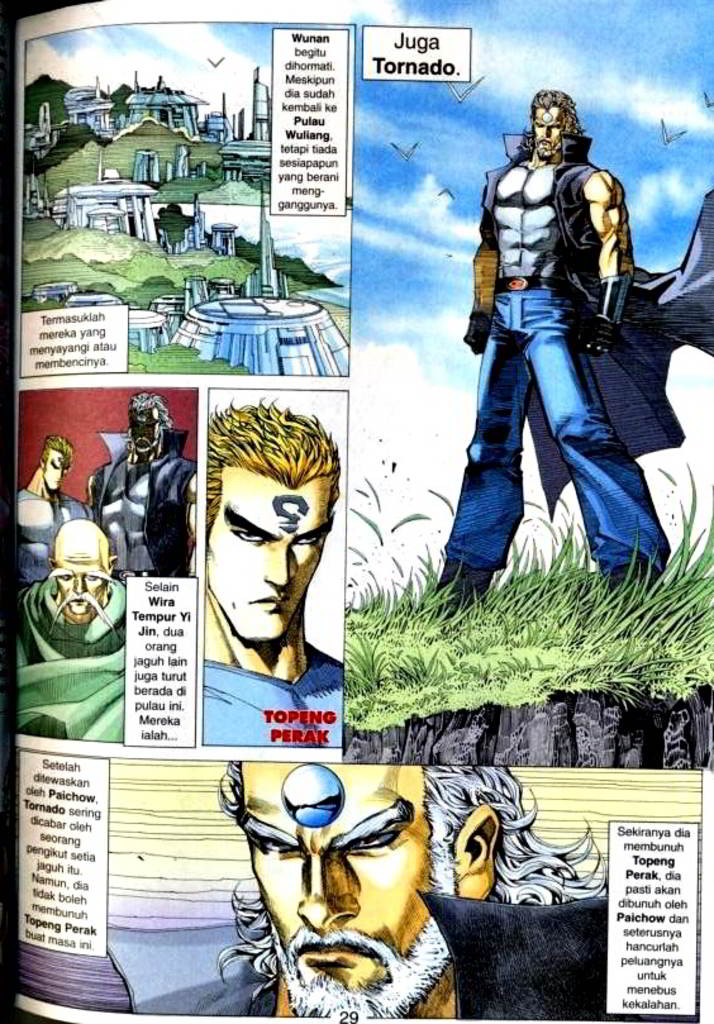 Wunan
begitu
dihormati.
Meskipun
dia sudah
kembali ke
Pulau
Wuliang,
tetapi tiada
sesiapapun
yang berani
meng-
ganggunya.
Termasuklah
mereka yang
menyayangi atau
membencinya.
Juga
Tornado.
Selain
Wira
Tempur Yi
Jin, dua
orang
jaguh lain
juga turut
berada di
pulau ini.
Mereka
ialah...
TOPENG
PERAK
Setelah
ditewaskan
oleh Paichow,
Tornado sering
dicabar oleh
seorang
pengikut setia
jaguh itu.
Namun, dia
tidak boleh
membunuh
Topeng Perak
buat masa ini.
Sekiranya dia
membunuh
Topeng
Perak, dia
pasti akan
dibunuh oleh
Paichow dan
seterusnya
hancurlah
peluangnya
untuk
menebus
kekalahan.
29